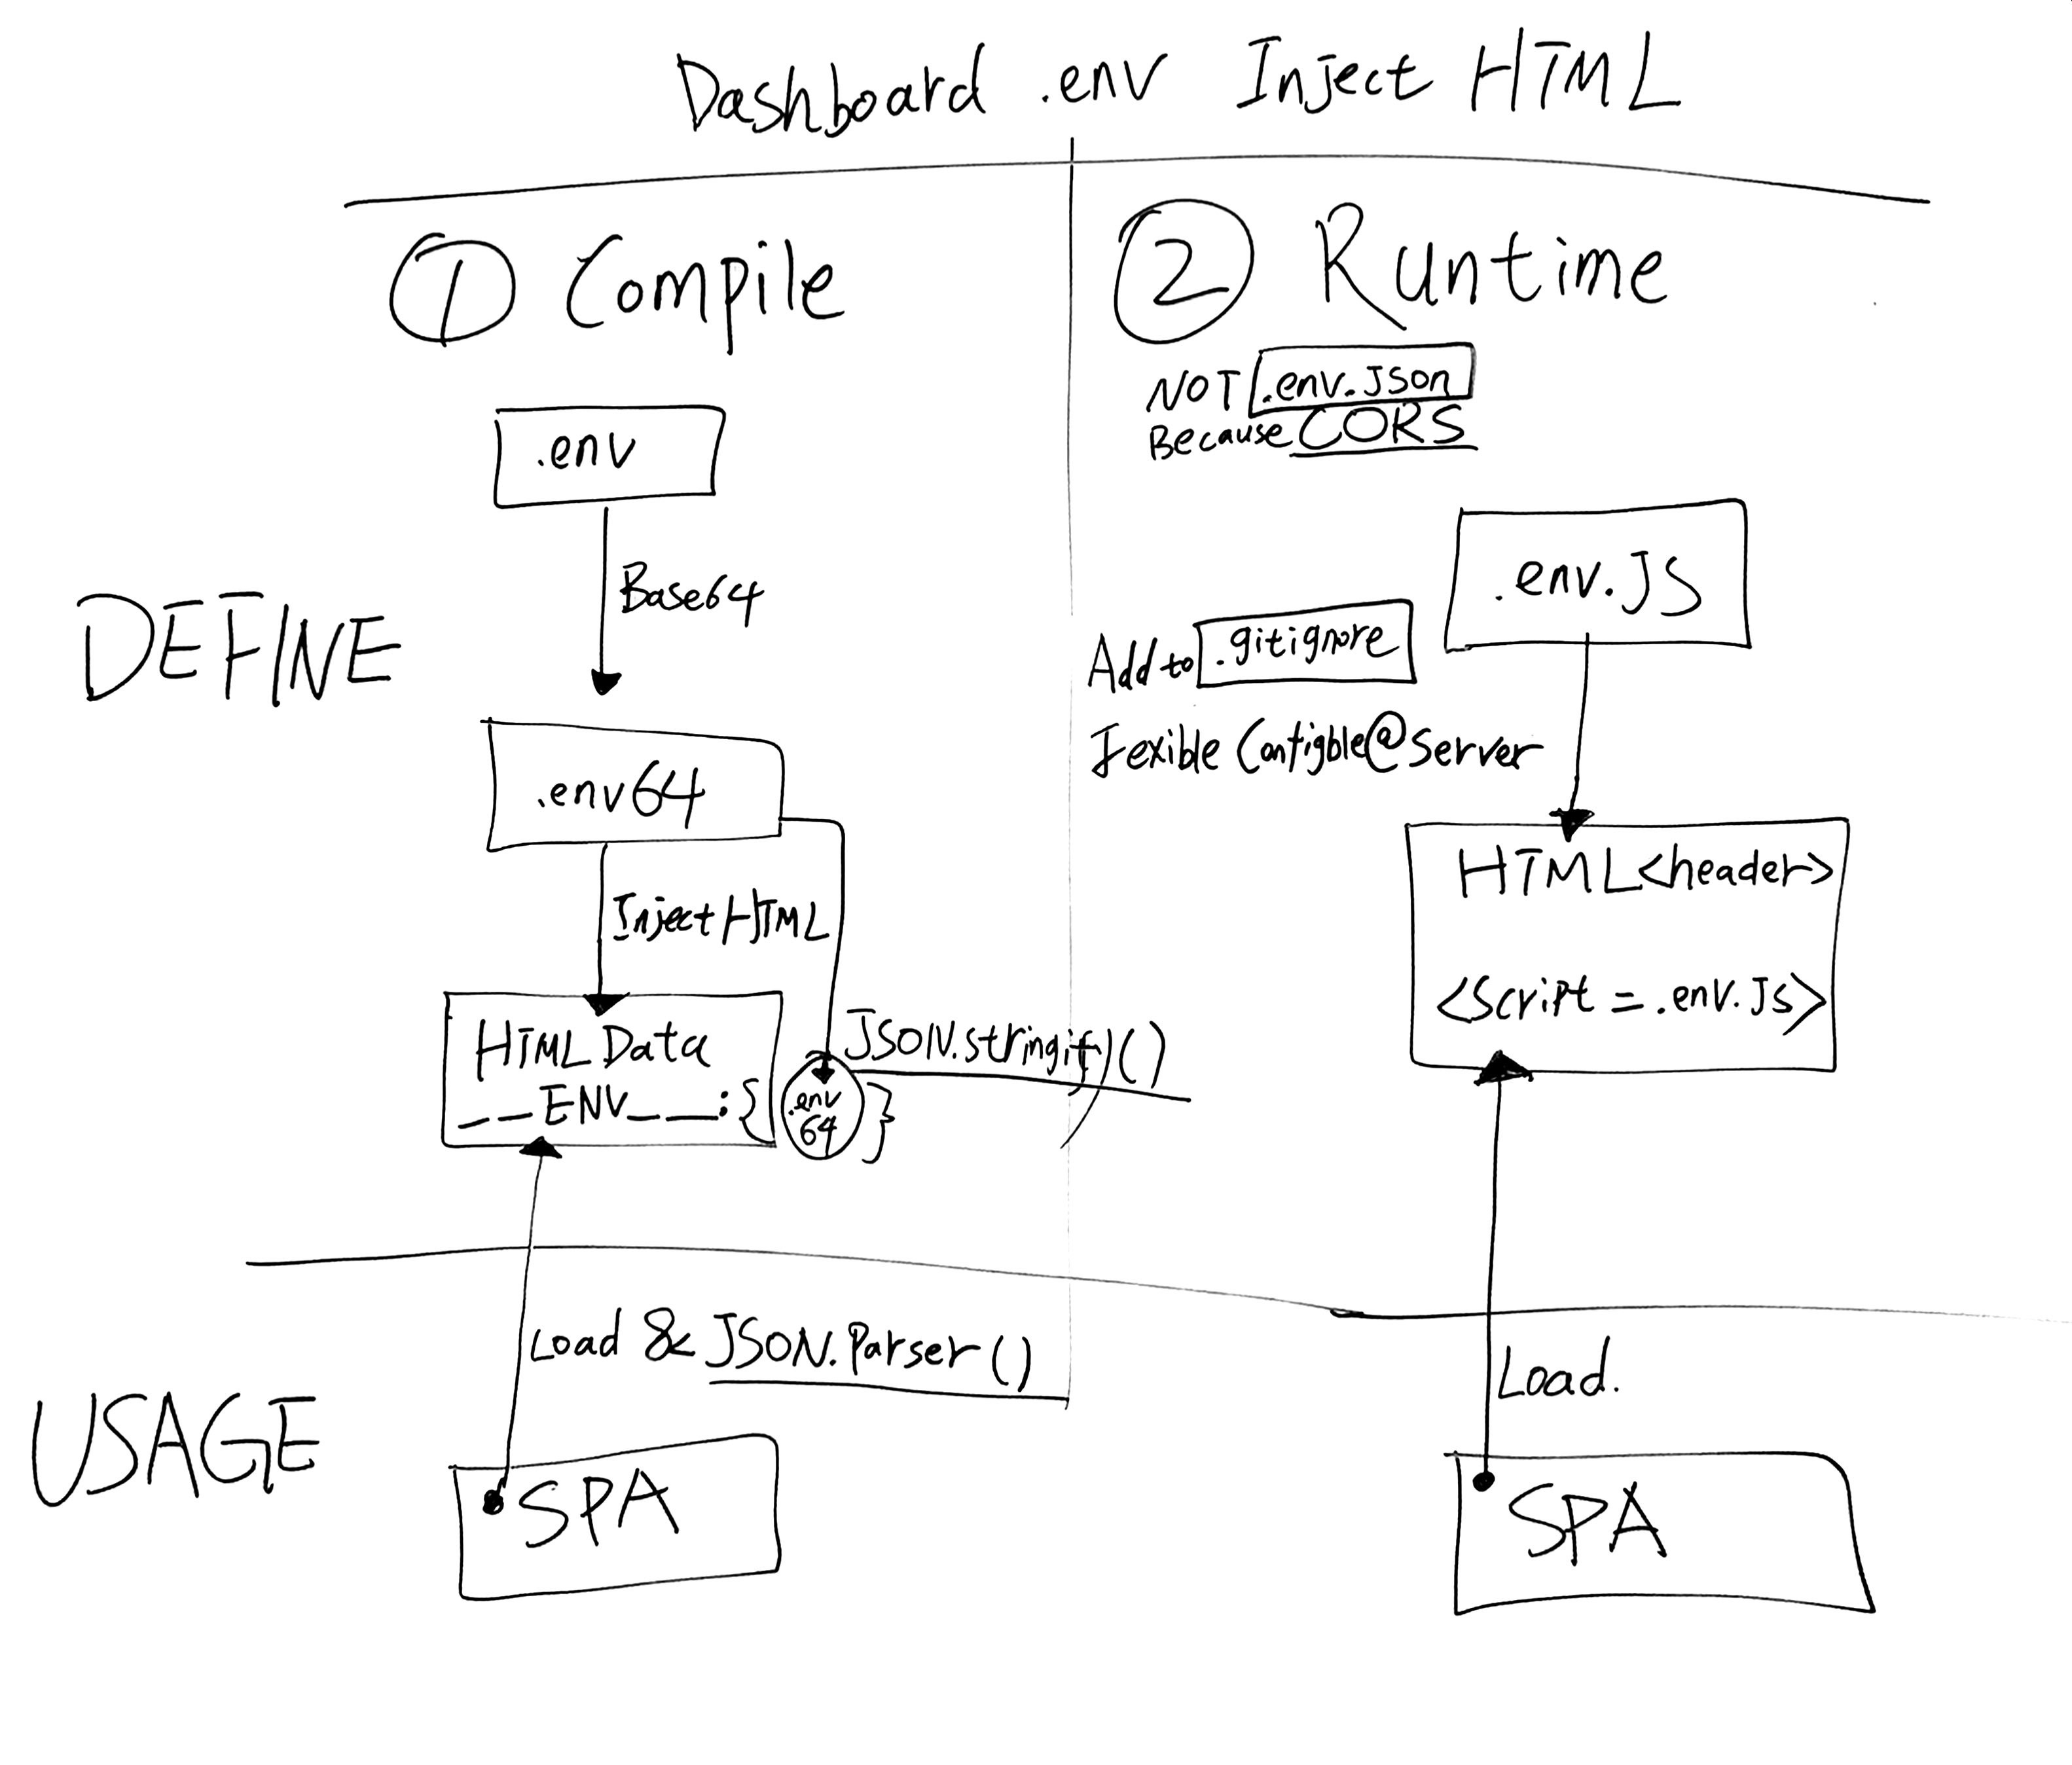 Dashboard .env Inject HTML
① Compile
② Runtime
NOT .env.Json
Because CORS
.env
Base64
.env.JS
DEFINE
Add to .gitignore
Fexible Configble@Server
.env64
Inject HTML
HTML<header>
<Script = .env.Js>
HTML Data
__ENV__:{ .env
64 }
JSON.stringify()
Load & JSON.Parser()
Load.
USAGE
SPA
SPA